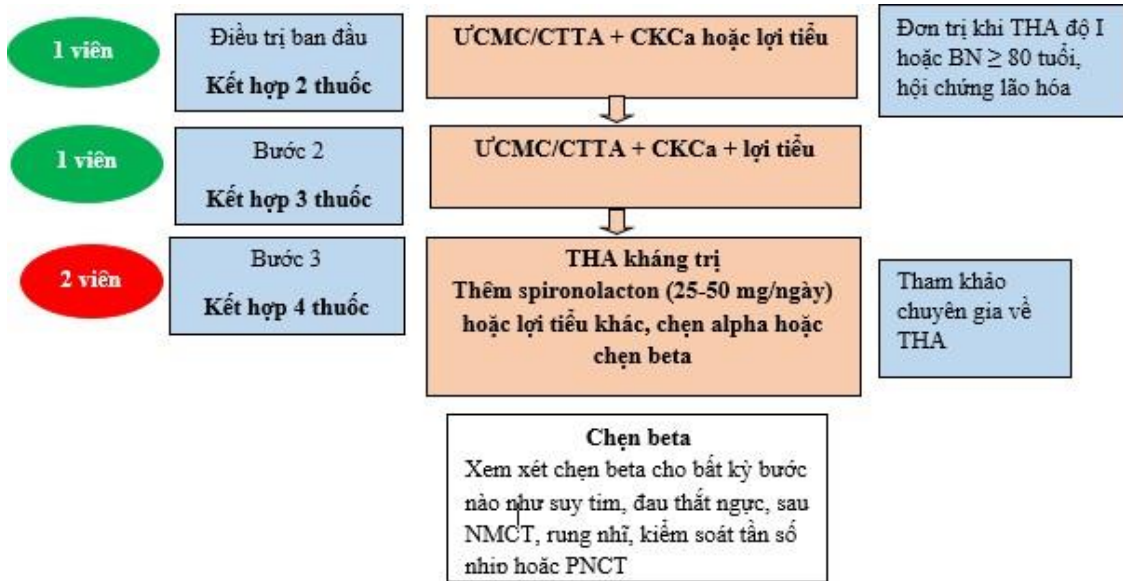 1 viên
Điều trị ban đầu
Kết hợp 2 thuốc
ƯCMC/CTTA + CKCa hoặc lợi tiểu
Đơn trị khi THA độ I
hoặc BN ≥ 80 tuổi,
hội chứng lão hóa
1 viên
Bước 2
Kết hợp 3 thuốc
ƯCMC/CTTA + CKCa + lợi tiểu
2 viên
Bước 3
Kết hợp 4 thuốc
THA kháng trị
Thêm spironolacton (25-50 mg/ngày)
hoặc lợi tiểu khác, chẹn alpha hoặc
chẹn beta
Tham khảo
chuyên gia về
THA
Chẹn beta
Xem xét chẹn beta cho bất kỳ bước
nào như suy tim, đau thắt ngực, sau
NMCT, rung nhĩ, kiểm soát tần số
nhịp hoặc PNCT